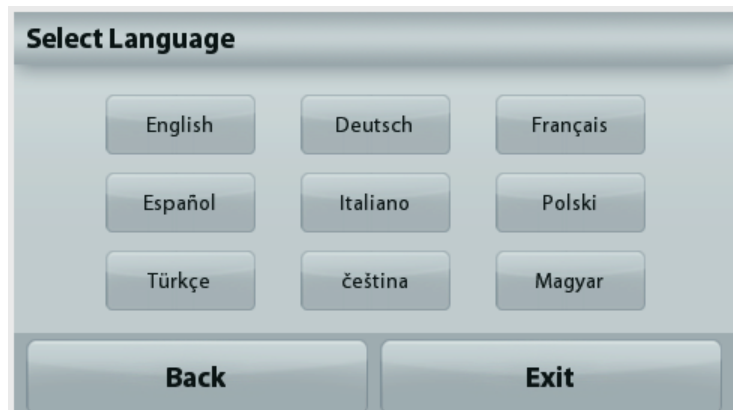 Select Language
English Deutsch Français
Español Italiano Polski
Türkçe čeština Magyar
Back Exit